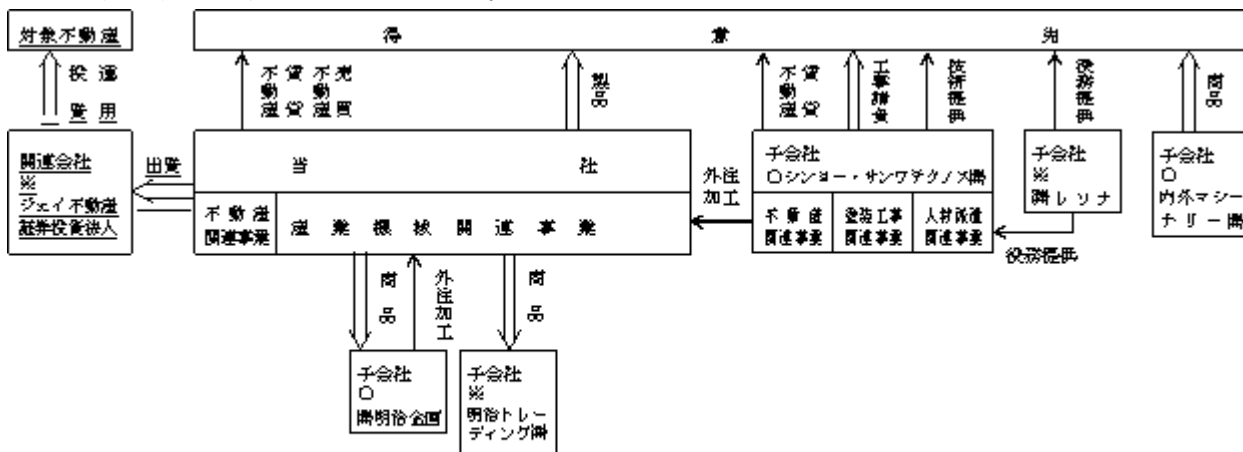 対象不動産
得意先
投資
運用
費用
不動産賃貸
不動産売買
製品
不動産賃貸
工事請負
技術提供
役務提供
商品
関連会社
※
ジェイ不動産
証券投資法人
出資
当社
不動産
関連事業
産業機械関連事業
外注
加工
子会社
○シンヨー・サンワテクノス㈱
不動産
関連事業
塗装工事
関連事業
人材派遣
関連事業
子会社
※
㈱レソナ
役務提供
子会社
○
内外マシー
ナリー㈱
商品
外注加工
商品
子会社
○
㈱明治企画
子会社
※
明治トレー
ディング㈱